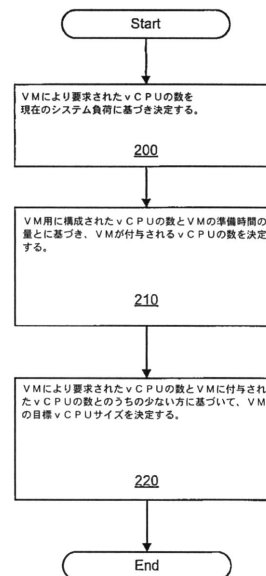 Start
VMにより要求されたvCPUの数を
現在のシステム負荷に基づき決定する。
200
VM用に構成されたvCPUの数とVMの準備時間の
量とに基づき、VMが付与されるvCPUの数を決定
する。
210
VMにより要求されたvCPUの数とVMに付与され
たvCPUの数とのうちの少ない方に基づいて、VM
の目標vCPUサイズを決定する。
220
End